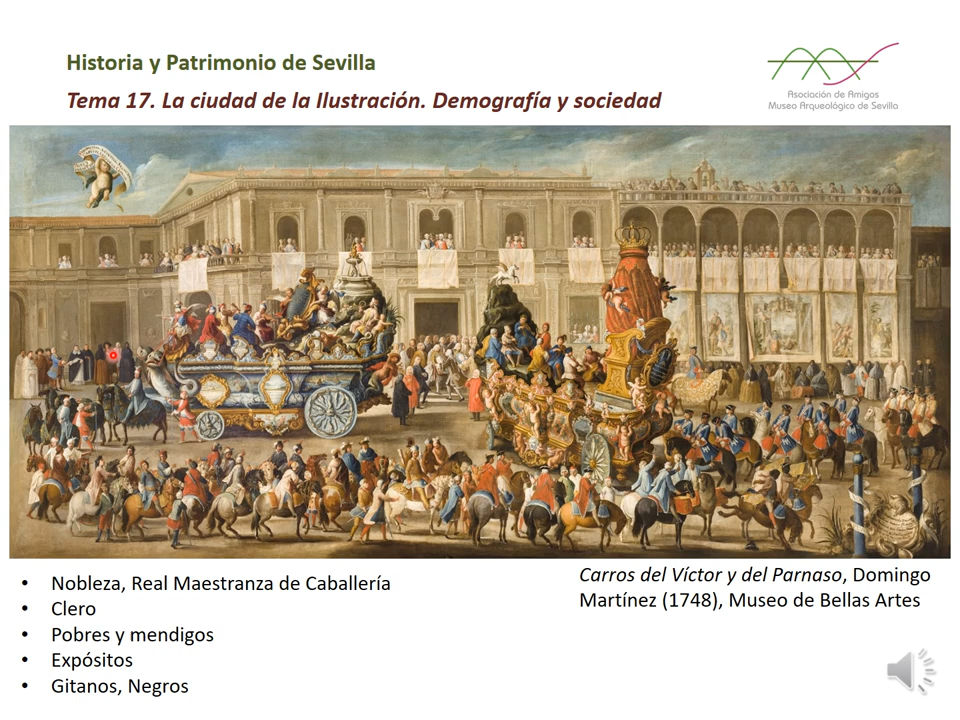 Historia y Patrimonio de Sevilla
Tema 17. La ciudad de la Ilustración. Demografía y sociedad
Asociación de Amigos
Museo Arqueológico de Sevilla
• Nobleza, Real Maestranza de Caballería
• Clero
• Pobres y mendigos
• Expósitos
• Gitanos, Negros
Carros del Víctor y del Parnaso, Domingo
Martínez (1748), Museo de Bellas Artes